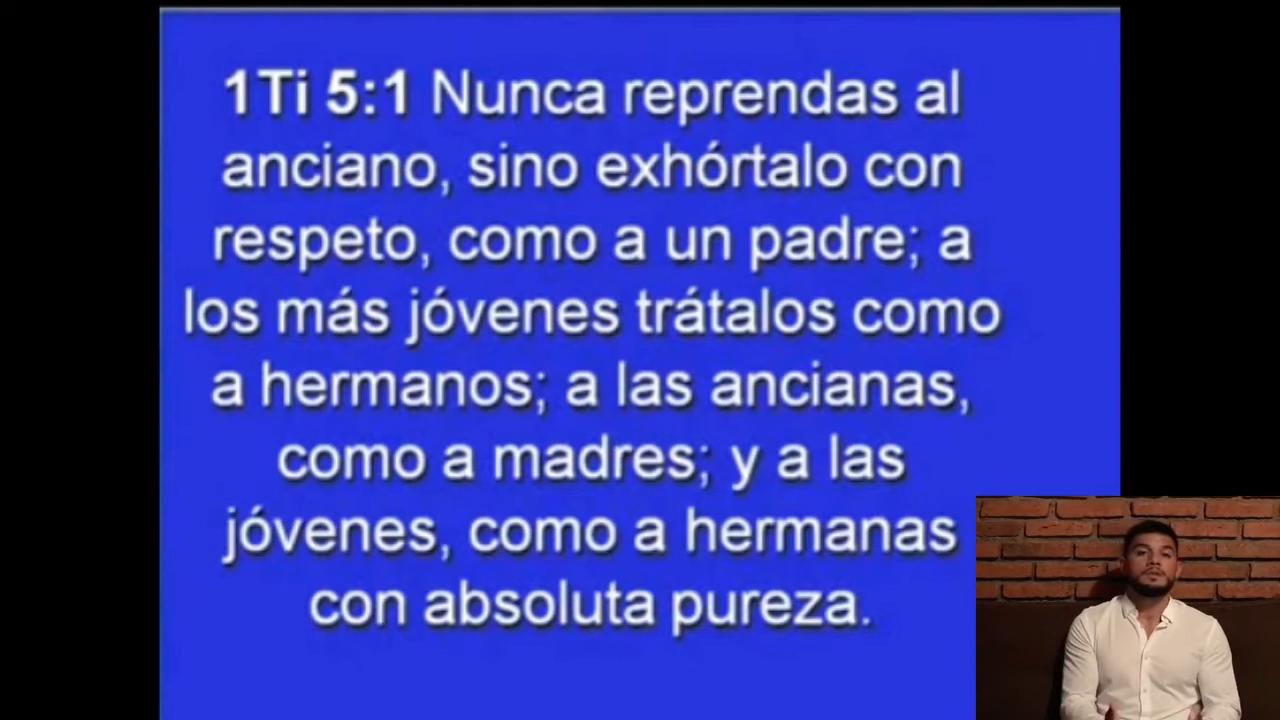 1Ti 5:1 Nunca reprendas al
anciano, sino exhórtalo con
respeto, como a un padre; a
los más jóvenes trátalos como
a hermanos; a las ancianas,
como a madres; y a las
jóvenes, como a hermanas
con absoluta pureza.